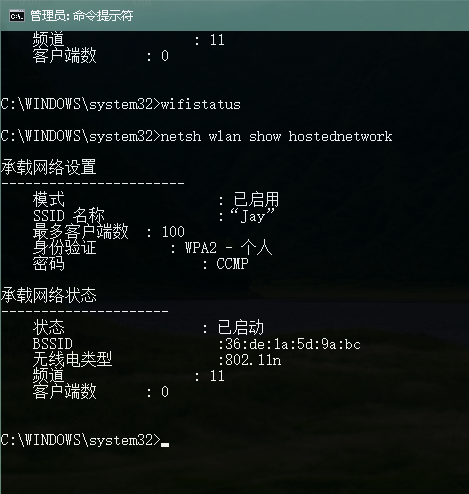 管理员: 命令提示符
频道 : 11
客户端数 : 0
C:\WINDOWS\system32>wifistatus
C:\WINDOWS\system32>netsh wlan show hostednetwork
承载网络设置
-----------------------
模式 : 已启用
SSID 名称 :“Jay”
最多客户端数 : 100
身份验证 : WPA2 - 个人
密码 : CCMP
承载网络状态
---------------------
状态 : 已启动
BSSID :36:de:1a:5d:9a:bc
无线电类型 :802.11n
频道 : 11
客户端数 : 0
C:\WINDOWS\system32>